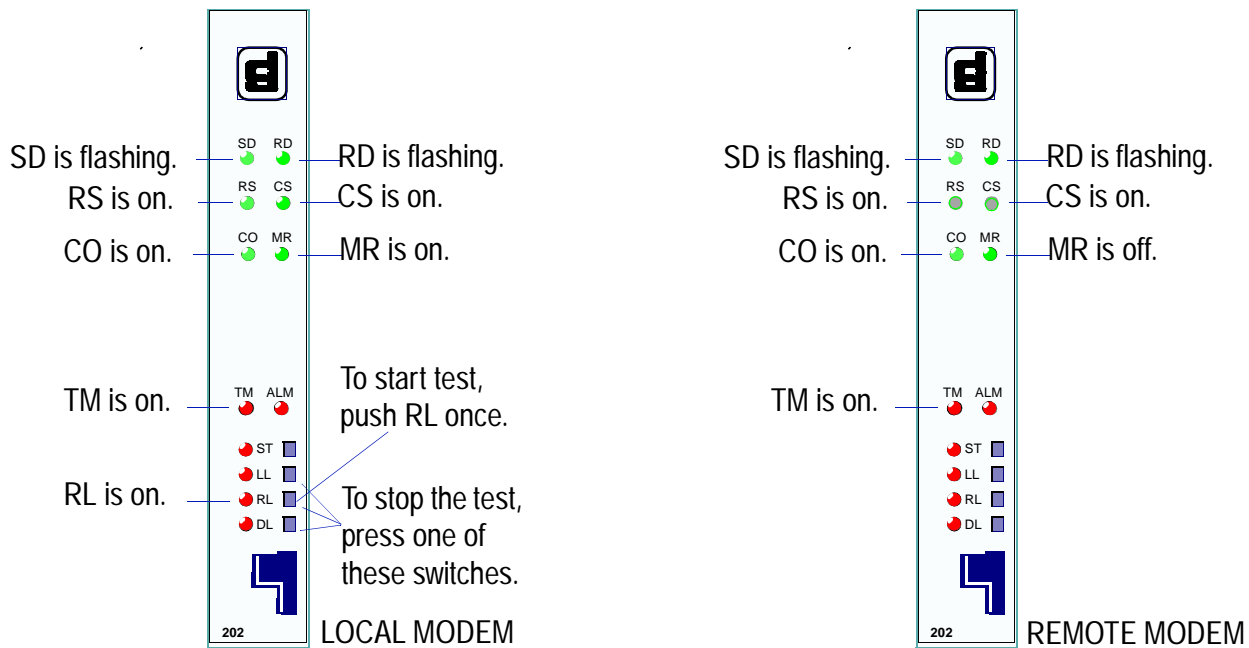 SD RD
SD is flashing.
RD is flashing.
RS CS
RS is on.
CS is on.
CO MR
CO is on.
MR is on.
TM ALM
TM is on.
To start test,
push RL once.
ST
LL
RL is on.
RL
DL
To stop the test,
press one of
these switches.
202
LOCAL MODEM
SD RD
SD is flashing.
RD is flashing.
RS CS
RS is on.
CS is on.
CO MR
CO is on.
MR is off.
TM ALM
TM is on.
ST
LL
RL
DL
202
REMOTE MODEM